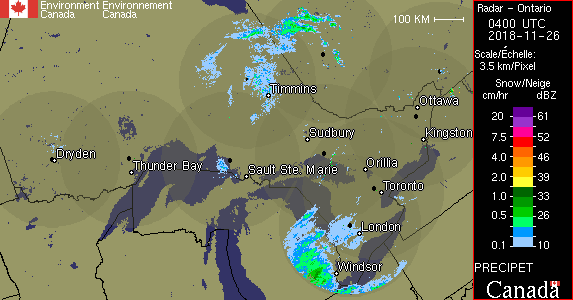 Environment Environnement
Canada Canada
100 KM
Radar - Ontario
0400 UTC
2018-11-26
Scale/Échelle:
3.5 km/Pixel
Snow/Neige
cm/hr dBZ
20 61
7.5 52
4.0 46
2.0 39
1.0 33
0.5 26
0.1 10
PRECIPET
Canada
Timmins
Ottawa
Sudbury
Kingston
Dryden
Thunder Bay
Sault Ste. Marie
Orillia
Toronto
London
Windsor